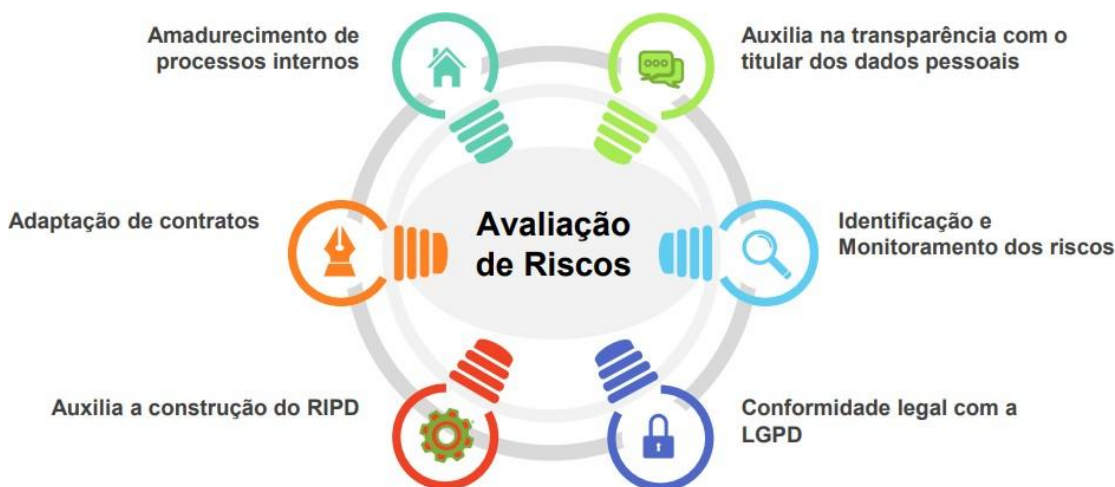 Amadurecimento de
processos internos
Auxilia na transparência com o
titular dos dados pessoais
Adaptação de contratos
Avaliação
de Riscos
Identificação e
Monitoramento dos riscos
Auxilia a construção do RIPD
Conformidade legal com a
LGPD